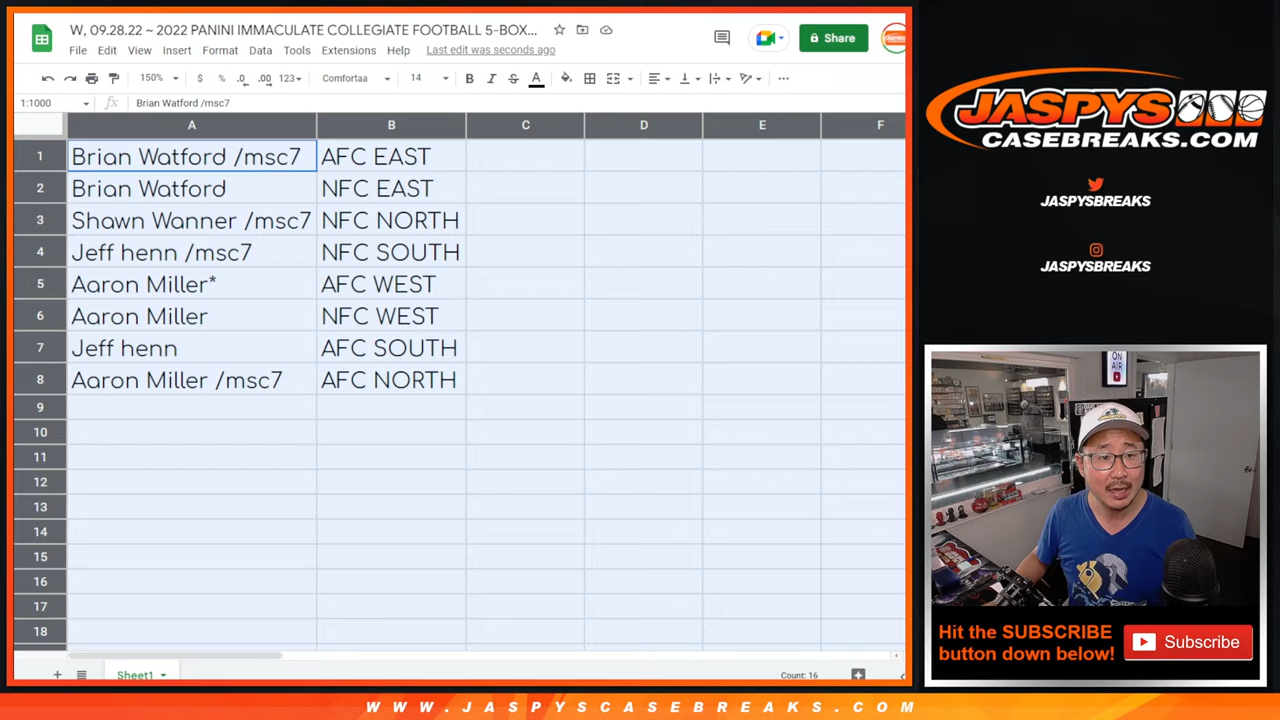 W, 09.28.22 ~ 2022 PANINI IMMACULATE COLLEGIATE FOOTBALL 5-BOX...
File Edit View Insert Format Data Tools Extensions Help Last edit was seconds ago
Share
150% $ % .0 .00 123 Comfortaa 14 B I S A
1:1000 fx Brian Watford /msc7
A B C D E F
1 Brian Watford /msc7 AFC EAST
2 Brian Watford NFC EAST
3 Shawn Wanner /msc7 NFC NORTH
4 Jeff henn /msc7 NFC SOUTH
5 Aaron Miller* AFC WEST
6 Aaron Miller NFC WEST
7 Jeff henn AFC SOUTH
8 Aaron Miller /msc7 AFC NORTH
9
10
11
12
13
14
15
16
17
18
Sheet1 Count: 16
JASPYS
CASEBREAKS.COM
JASPYSBREAKS
JASPYSBREAKS
ON
AIR
Hit the SUBSCRIBE
button down below!
Subscribe
WWW.JASPYSCASEBREAKS.COM